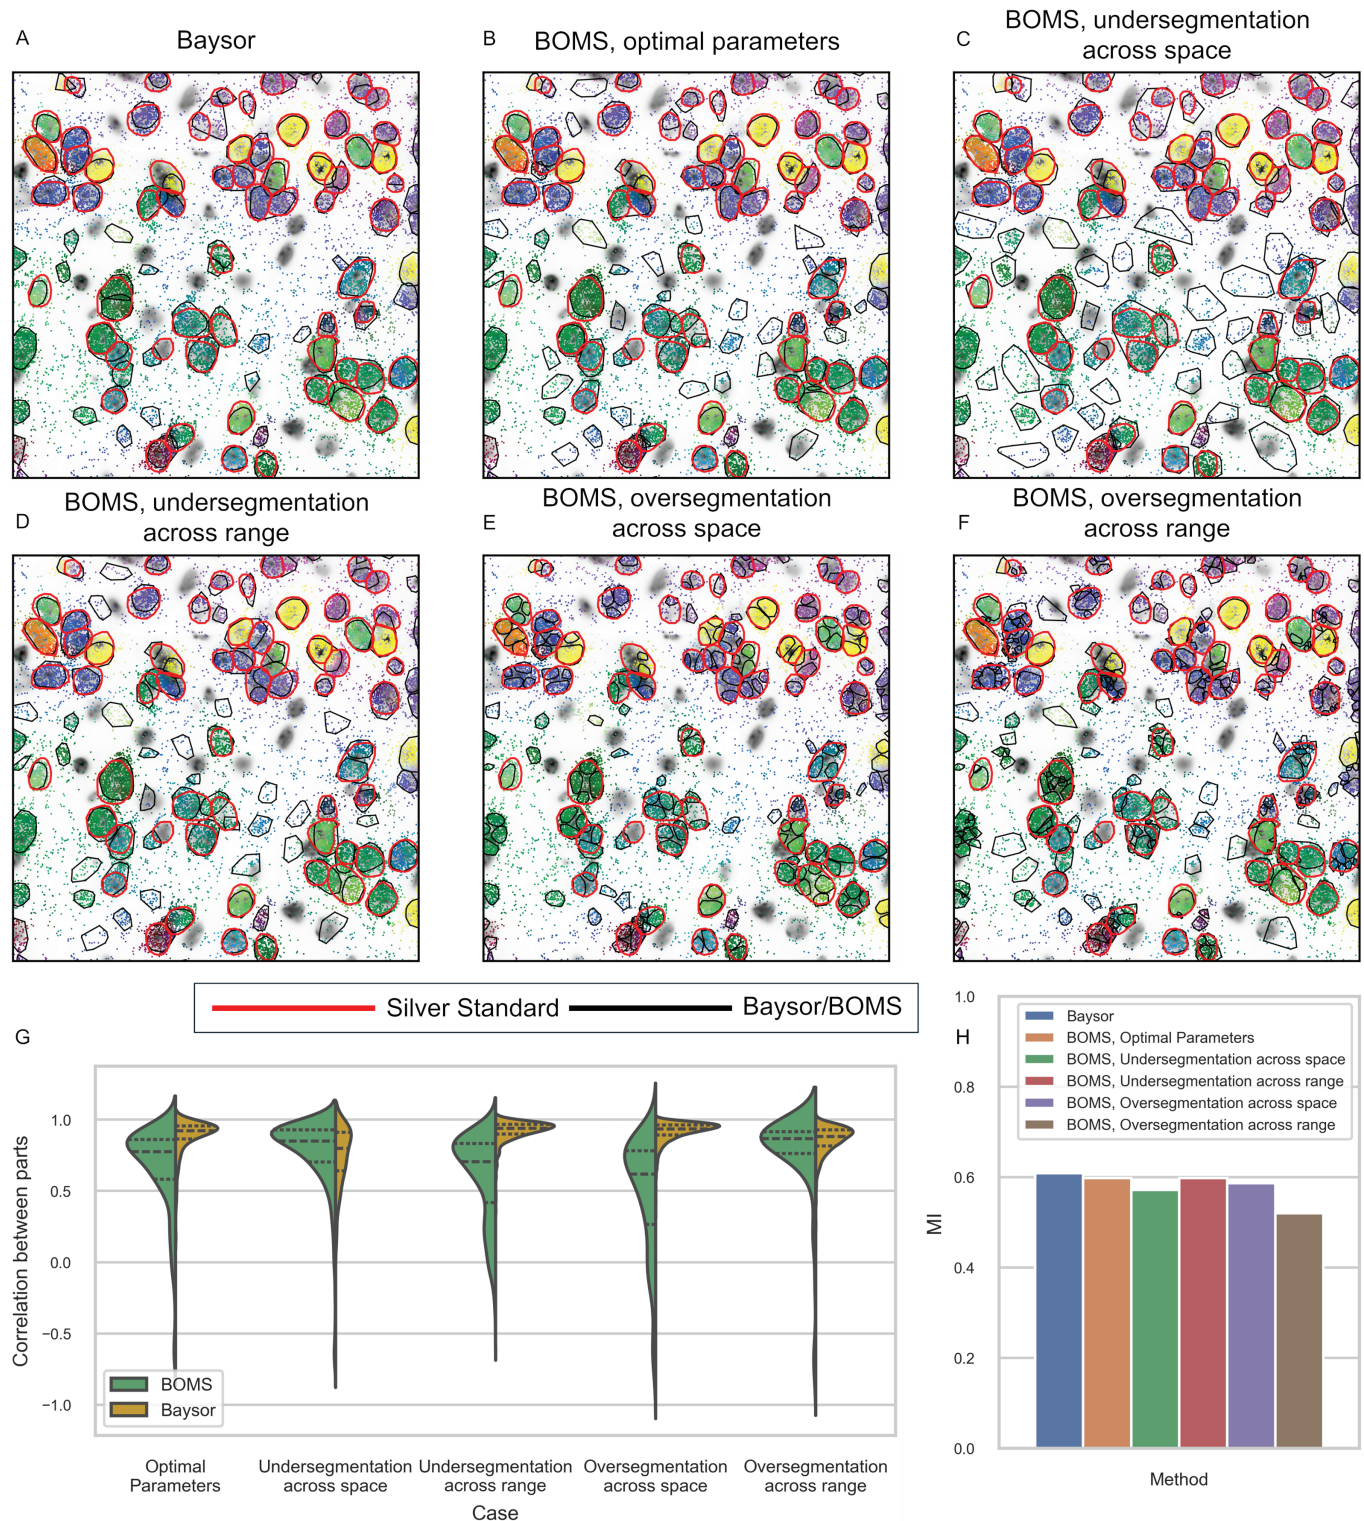 A
Baysor
B
BOMS, optimal parameters
C
BOMS, undersegmentation
across space
D
BOMS, undersegmentation
across range
E
BOMS, oversegmentation
across space
F
BOMS, oversegmentation
across range
Silver Standard
Baysor/BOMS
G
Correlation between parts
1.0
0.5
0.0
−0.5
−1.0
BOMS
Baysor
Optimal
Parameters
Undersegmentation
across space
Undersegmentation
across range
Oversegmentation
across space
Oversegmentation
across range
Case
H
MI
1.0
0.8
0.6
0.4
0.2
0.0
Baysor
BOMS, Optimal Parameters
BOMS, Undersegmentation across space
BOMS, Undersegmentation across range
BOMS, Oversegmentation across space
BOMS, Oversegmentation across range
Method